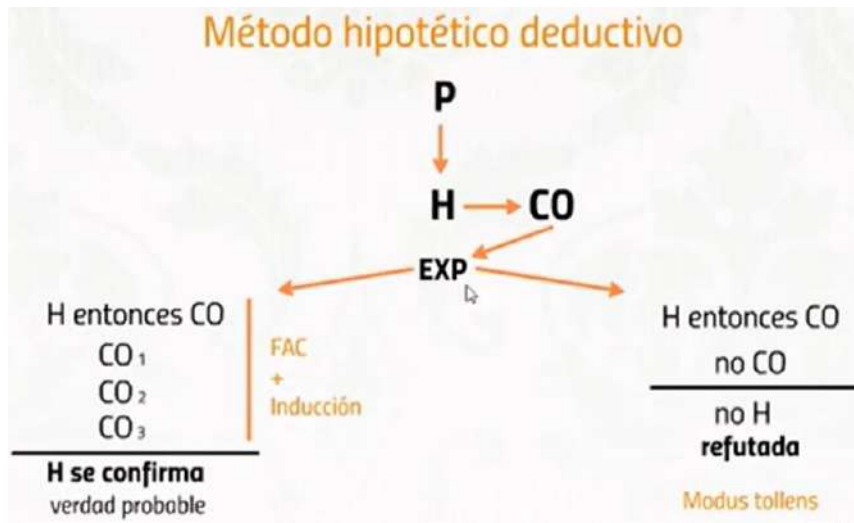 Método hipotético deductivo
P
H CO
EXP
H entonces CO
CO₁
CO₂
CO₃
H se confirma
verdad probable
FAC
+
Inducción
H entonces CO
no CO
no H
refutada
Modus tollens